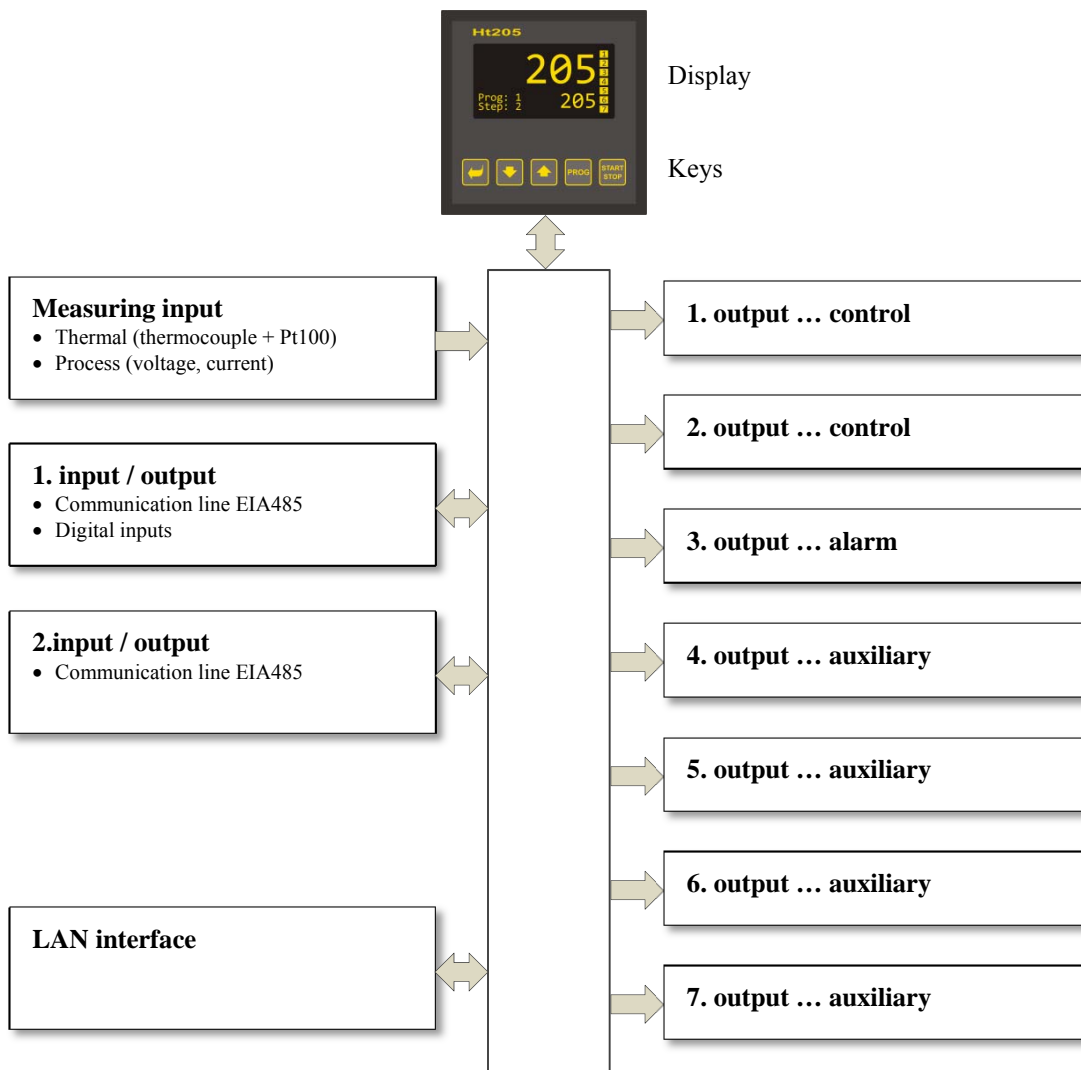 Ht205
205
1
2
3
4
5
6
7
Prog: 1
Step: 2
205
Display
PROG
START
STOP
Keys
Measuring input
• Thermal (thermocouple + Pt100)
• Process (voltage, current)
1. input / output
• Communication line EIA485
• Digital inputs
2.input / output
• Communication line EIA485
LAN interface
1. output … control
2. output … control
3. output … alarm
4. output … auxiliary
5. output … auxiliary
6. output … auxiliary
7. output … auxiliary